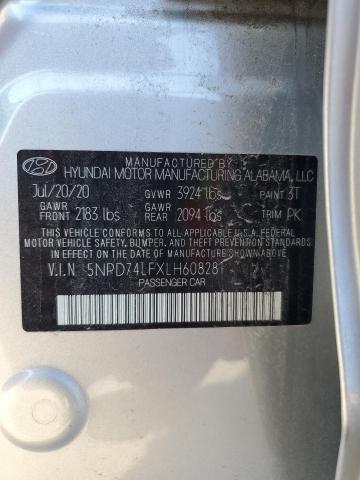 MANUFACTURED BY
HYUNDAI MOTOR MANUFACTURING ALABAMA, LLC
Jul/20/20 GVWR 3924 lbs PAINT 3T
GAWR FRONT 2183 lbs GAWR REAR 2094 lbs TRIM PK
THIS VEHICLE CONFORMS TO ALL APPLICABLE U.S. FEDERAL
MOTOR VEHICLE SAFETY, BUMPER, AND THEFT PREVENTION STANDARDS
IN EFFECT ON THE DATE OF MANUFACTURE SHOWN ABOVE.
V.I.N 5NPD74LFXLH608281
PASSENGER CAR